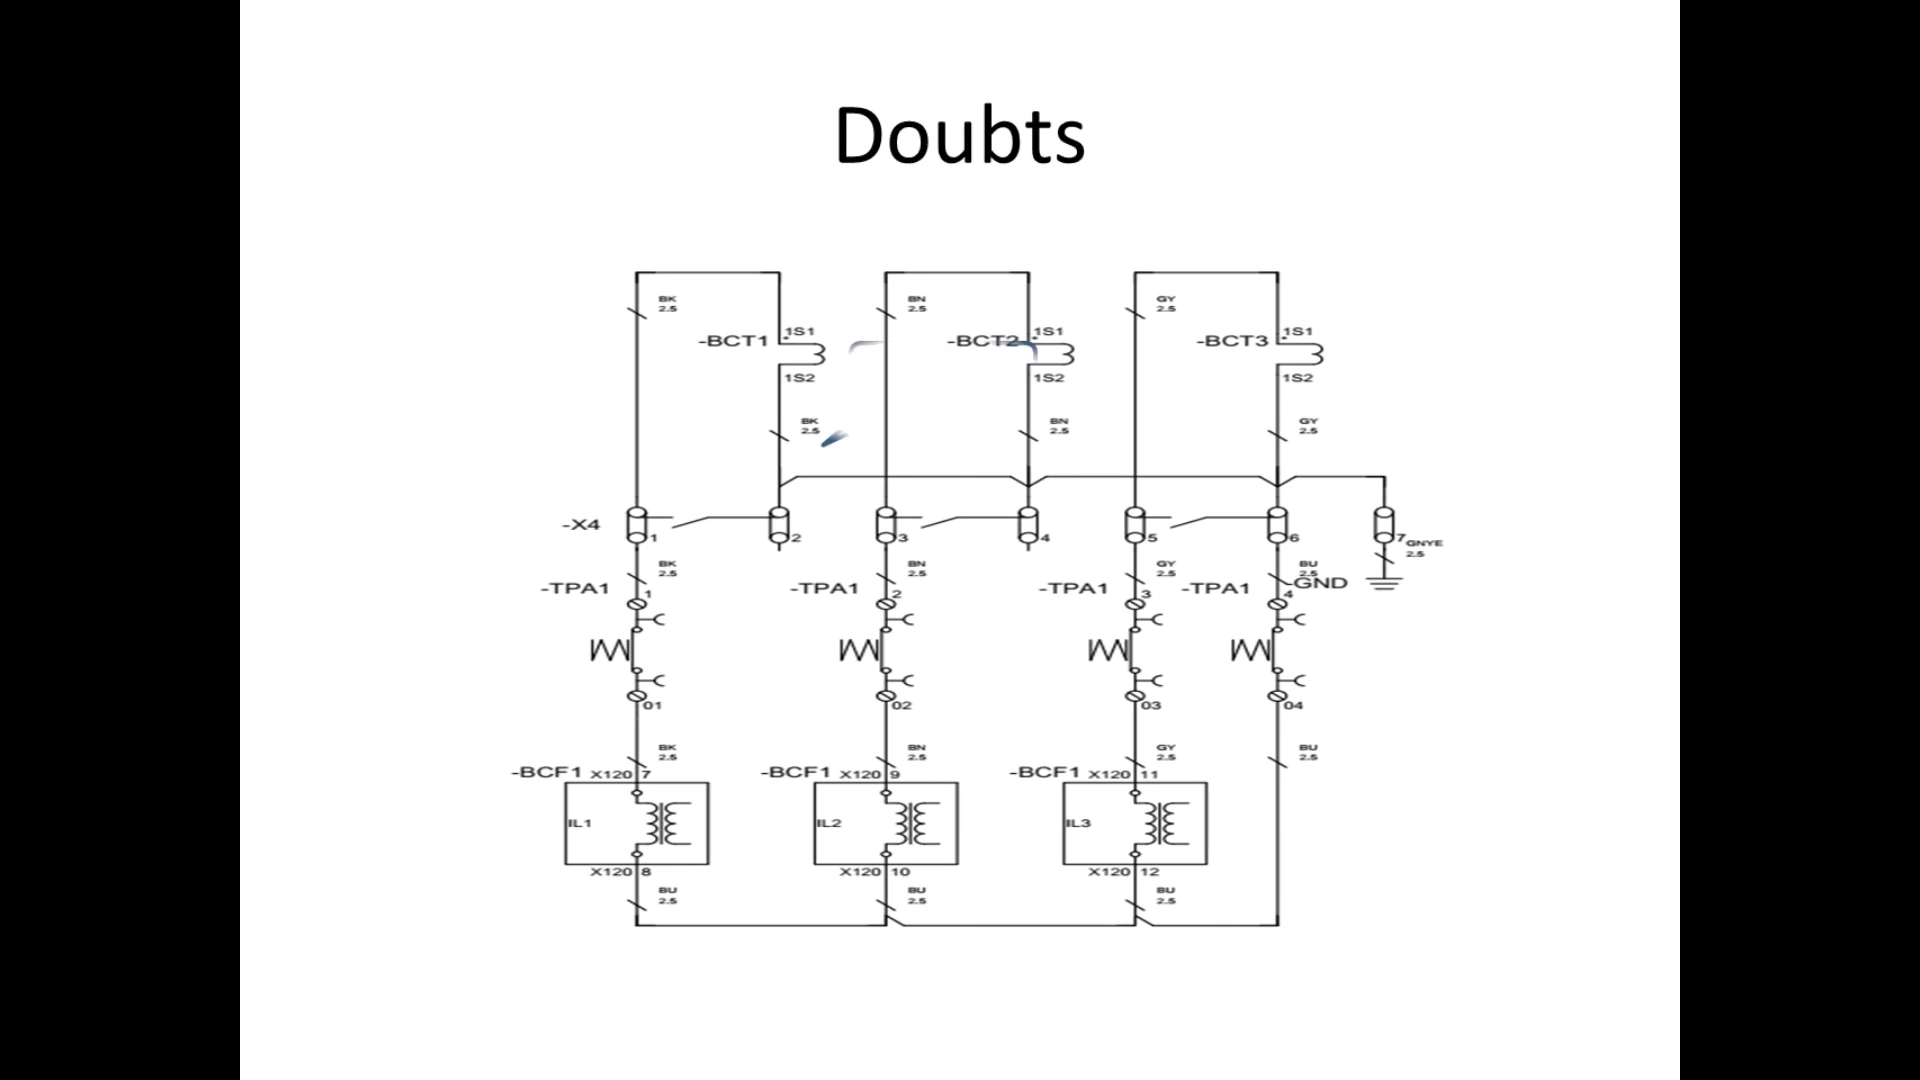 Doubts
BK
2.5
BN
2.5
GY
2.5
-BCT1
1S1
-BCT2
1S1
-BCT3
1S1
1S2
1S2
1S2
BK
2.5
BN
2.5
GY
2.5
-X4
1
2
3
4
5
6
7
GNYE
2.5
BK
2.5
BN
2.5
GY
2.5
BU
2.5
-TPA1
1
-TPA1
2
-TPA1
3
-TPA1
4
-GND
01
02
03
04
BK
2.5
BN
2.5
GY
2.5
BU
2.5
-BCF1 X120 7
-BCF1 X120 9
-BCF1 X120 11
IL1
IL2
IL3
X120 8
X120 10
X120 12
BU
2.5
BU
2.5
BU
2.5